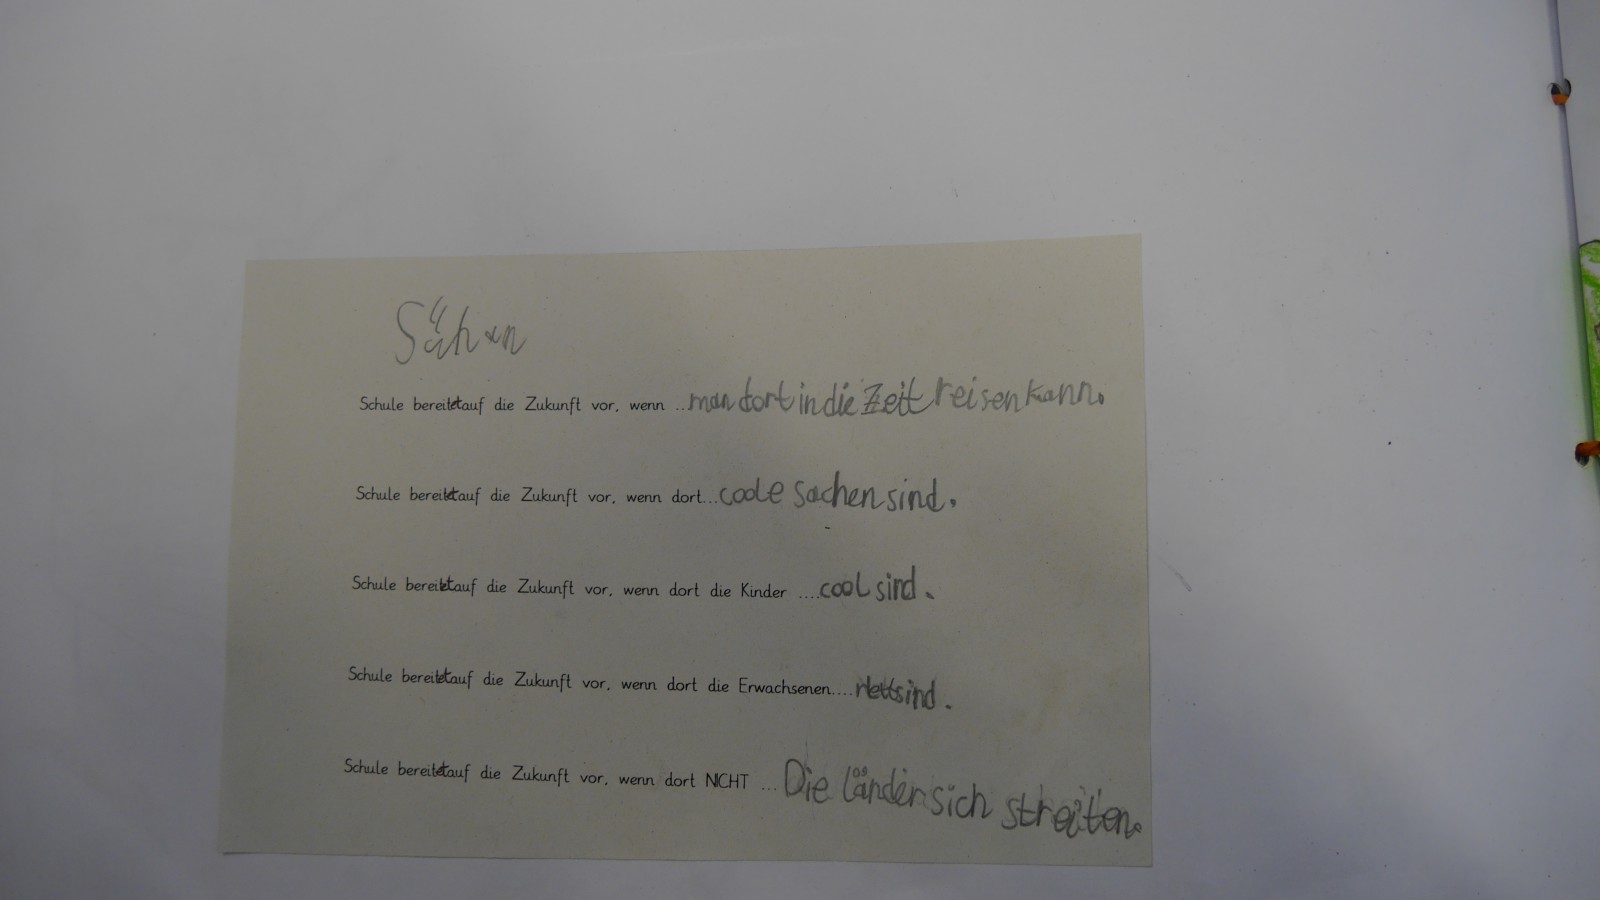 Schule bereitet auf die Zukunft vor, wenn ...man dort in die Zeit reisen kann.
Schule bereitet auf die Zukunft vor, wenn dort...coole sachen sind.
Schule bereitet auf die Zukunft vor, wenn dort die Kinder ....cool sind.
Schule bereitet auf die Zukunft vor, wenn dort die Erwachsenen....nett sind.
Schule bereitet auf die Zukunft vor, wenn dort NICHT ... Die länder sich streiten.